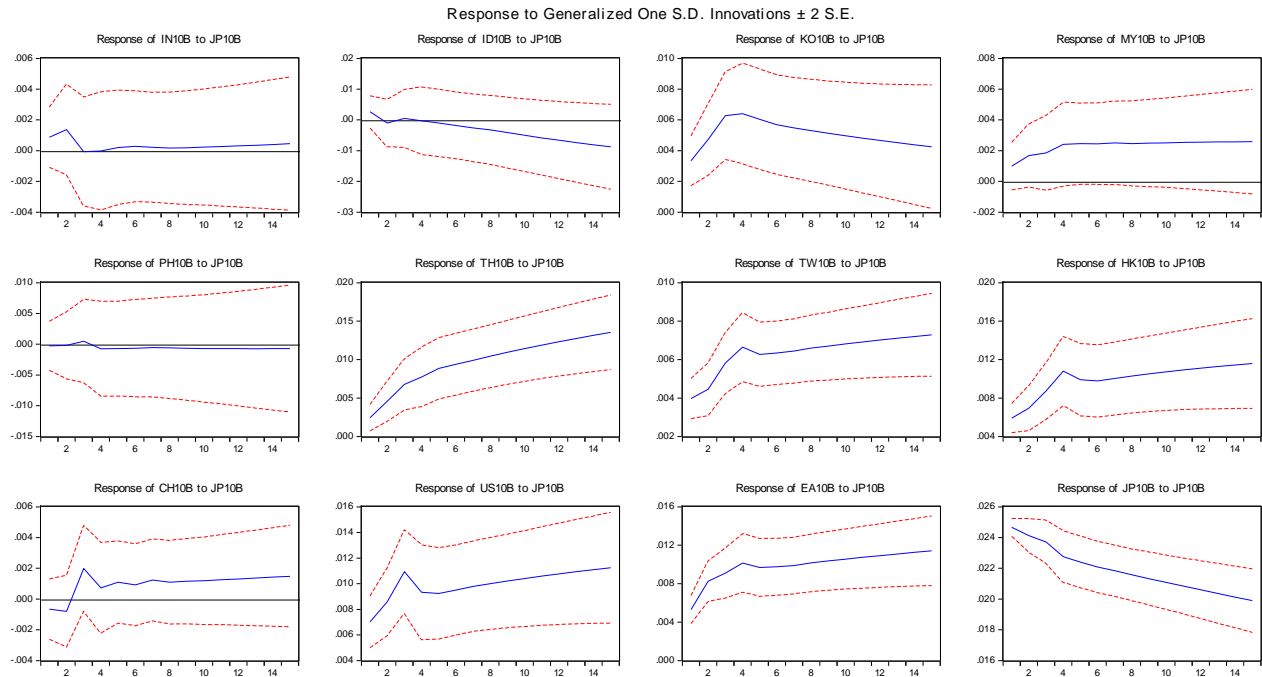 Response to Generalized One S.D. Innovations ± 2 S.E.
Response of IN10B to JP10B
.006
.004
.002
.000
-.002
-.004
2 4 6 8 10 12 14
Response of ID10B to JP10B
.02
.01
.00
-.01
-.02
-.03
2 4 6 8 10 12 14
Response of KO10B to JP10B
.010
.008
.006
.004
.002
.000
2 4 6 8 10 12 14
Response of MY10B to JP10B
.008
.006
.004
.002
.000
-.002
2 4 6 8 10 12 14
Response of PH10B to JP10B
.010
.005
.000
-.005
-.010
-.015
2 4 6 8 10 12 14
Response of TH10B to JP10B
.020
.015
.010
.005
.000
2 4 6 8 10 12 14
Response of TW10B to JP10B
.010
.008
.006
.004
.002
2 4 6 8 10 12 14
Response of HK10B to JP10B
.020
.016
.012
.008
.004
2 4 6 8 10 12 14
Response of CH10B to JP10B
.006
.004
.002
.000
-.002
-.004
2 4 6 8 10 12 14
Response of US10B to JP10B
.016
.014
.012
.010
.008
.006
.004
2 4 6 8 10 12 14
Response of EA10B to JP10B
.016
.012
.008
.004
.000
2 4 6 8 10 12 14
Response of JP10B to JP10B
.026
.024
.022
.020
.018
.016
2 4 6 8 10 12 14